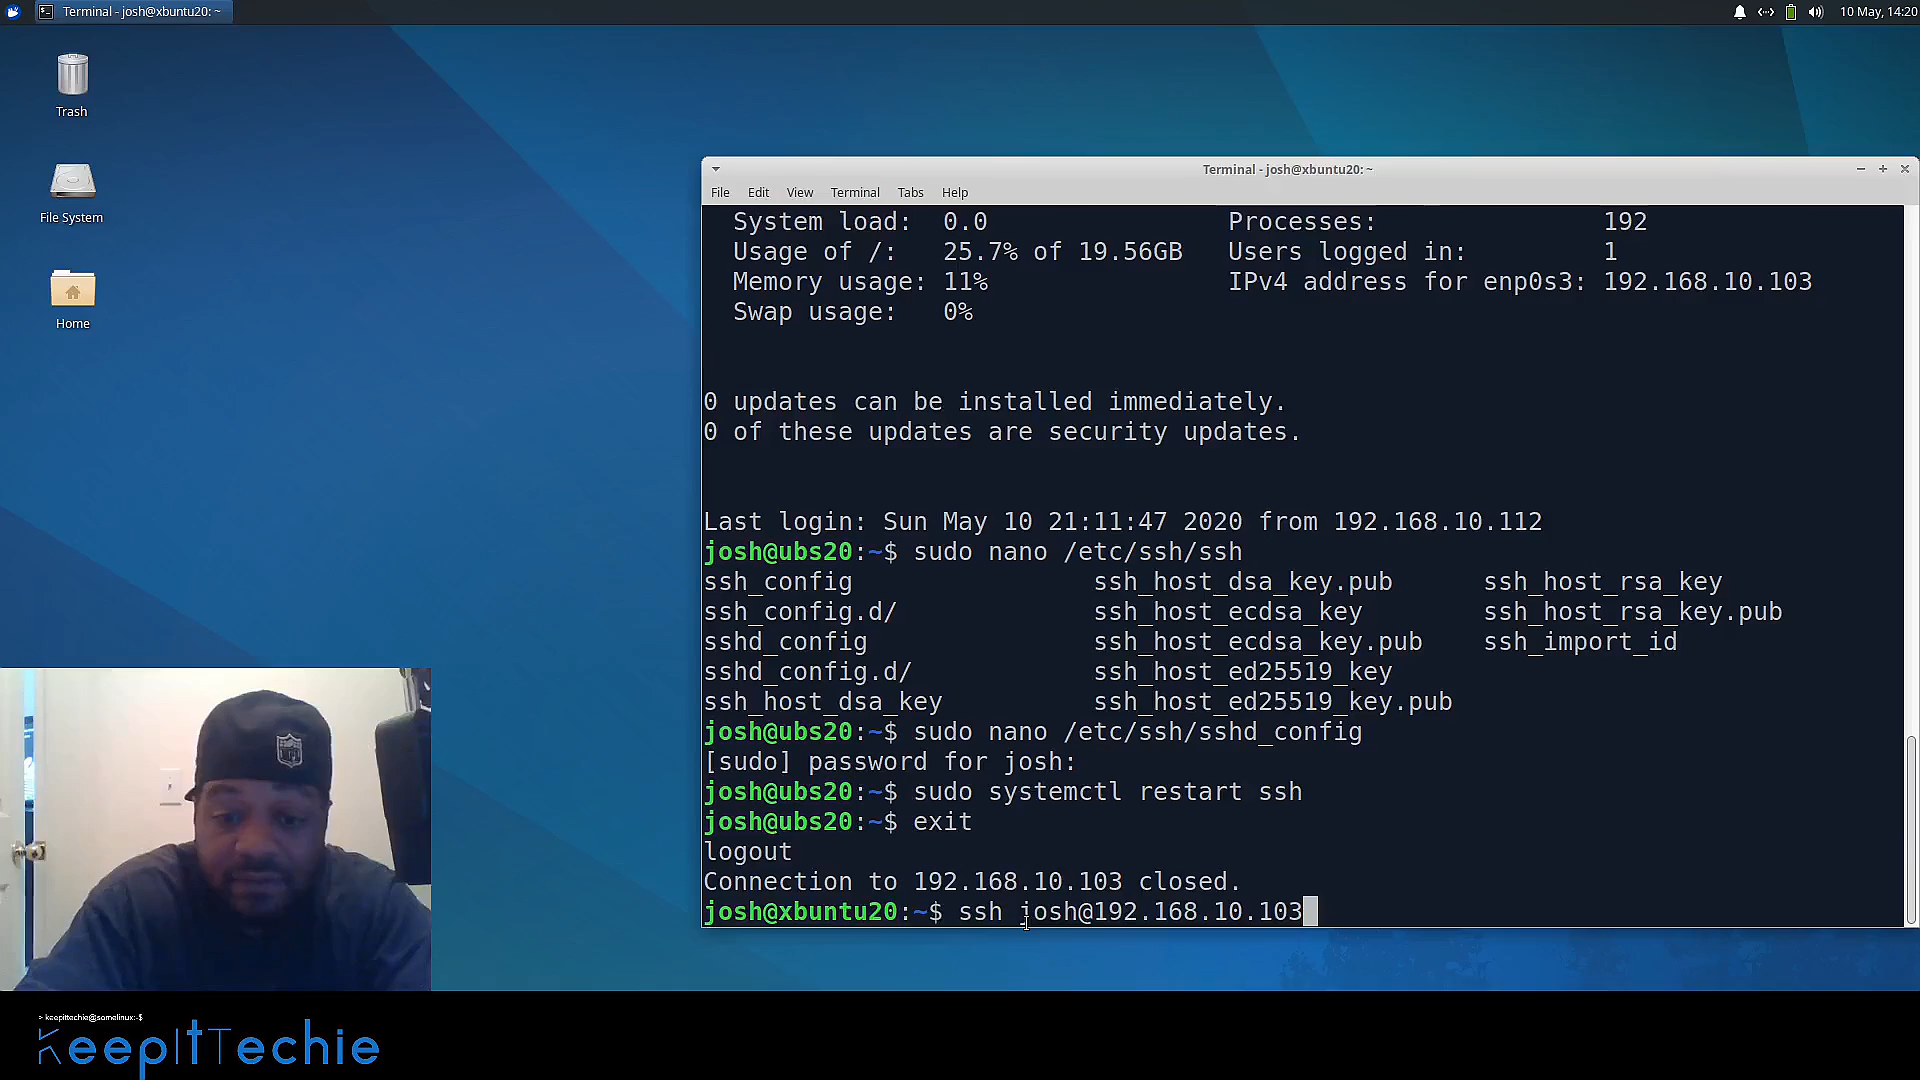 Terminal - josh@xbuntu20: ~
10 May, 14:20
Trash
File System
Home
Terminal - josh@xbuntu20: ~
File Edit View Terminal Tabs Help
System load: 0.0 Processes: 192
Usage of /: 25.7% of 19.56GB Users logged in: 1
Memory usage: 11% IPv4 address for enp0s3: 192.168.10.103
Swap usage: 0%
0 updates can be installed immediately.
0 of these updates are security updates.
Last login: Sun May 10 21:11:47 2020 from 192.168.10.112
josh@ubs20:~$ sudo nano /etc/ssh/ssh
ssh_config ssh_host_dsa_key.pub ssh_host_rsa_key
ssh_config.d/ ssh_host_ecdsa_key ssh_host_rsa_key.pub
sshd_config ssh_host_ecdsa_key.pub ssh_import_id
sshd_config.d/ ssh_host_ed25519_key
ssh_host_dsa_key ssh_host_ed25519_key.pub
josh@ubs20:~$ sudo nano /etc/ssh/sshd_config
[sudo] password for josh:
josh@ubs20:~$ sudo systemctl restart ssh
josh@ubs20:~$ exit
logout
Connection to 192.168.10.103 closed.
josh@xbuntu20:~$ ssh josh@192.168.10.103
NFL
> keepittechie@somelinux:~$
KeepItTechie